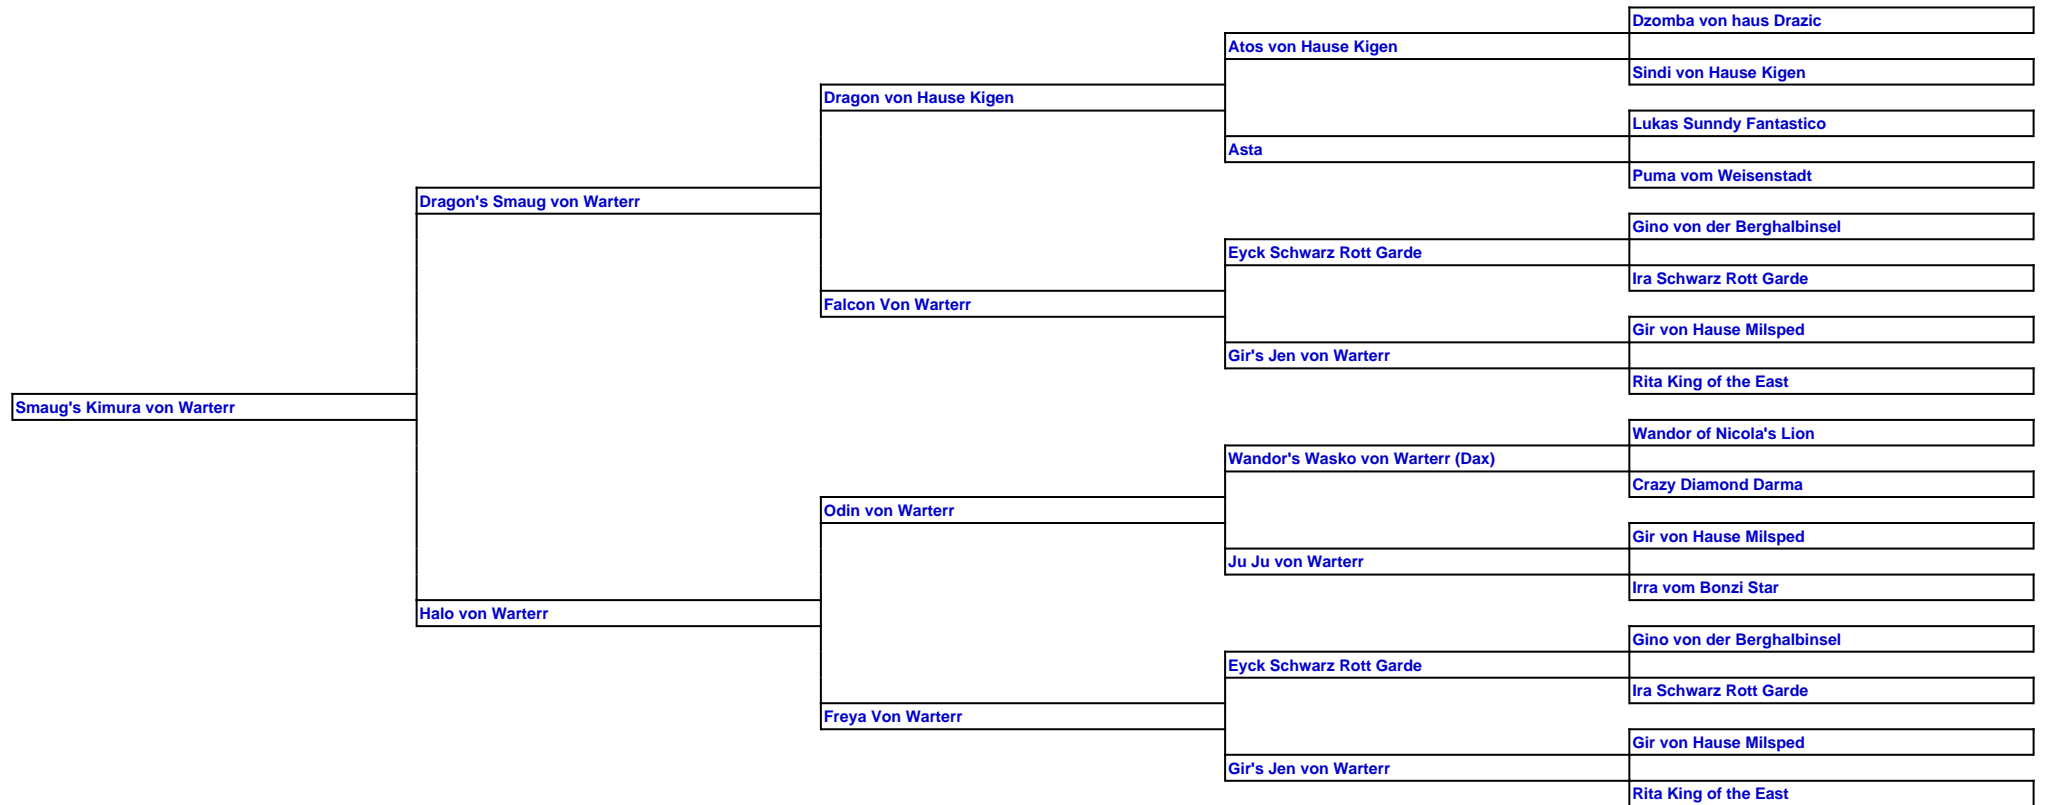 Dzomba von haus Drazic
Atos von Hause Kigen
Sindi von Hause Kigen
Dragon von Hause Kigen
Lukas Sunndy Fantastico
Asta
Puma vom Weisenstadt
Dragon's Smaug von Warterr
Gino von der Berghalbinsel
Eyck Schwarz Rott Garde
Ira Schwarz Rott Garde
Falcon Von Warterr
Gir von Hause Milsped
Gir's Jen von Warterr
Rita King of the East
Smaug's Kimura von Warterr
Wandor of Nicola's Lion
Wandor's Wasko von Warterr (Dax)
Crazy Diamond Darma
Odin von Warterr
Gir von Hause Milsped
Ju Ju von Warterr
Irra vom Bonzi Star
Halo von Warterr
Gino von der Berghalbinsel
Eyck Schwarz Rott Garde
Ira Schwarz Rott Garde
Freya Von Warterr
Gir von Hause Milsped
Gir's Jen von Warterr
Rita King of the East